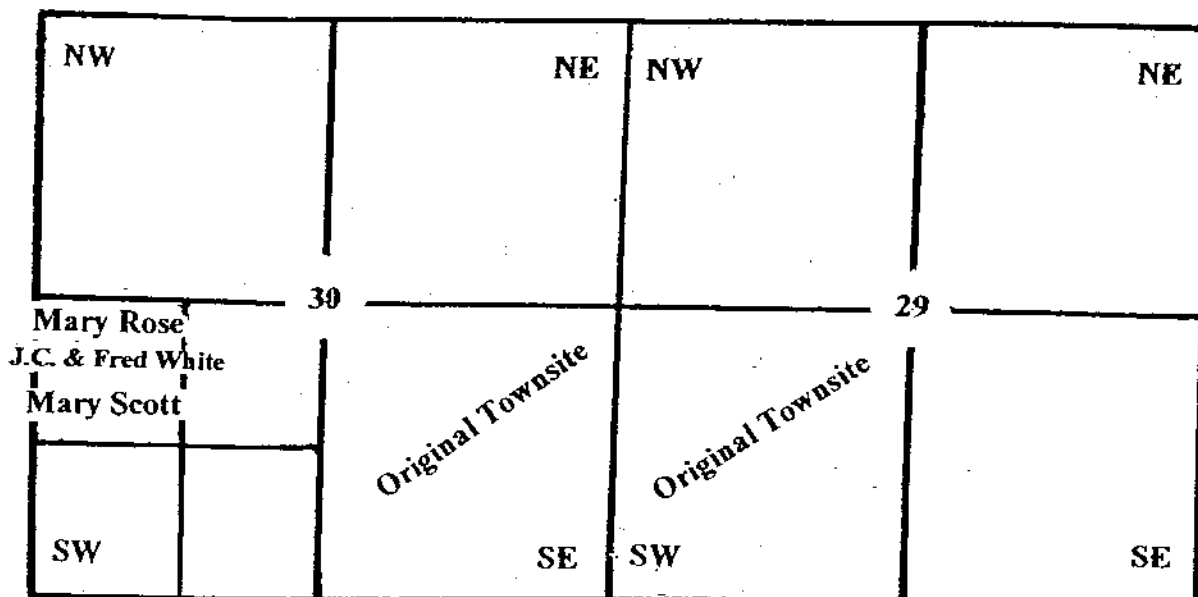 NW
NE
NW
NE
30
29
Mary Rose
J.C. & Fred White
Mary Scott
Original Townsite
Original Townsite
SW
SE
SW
SE